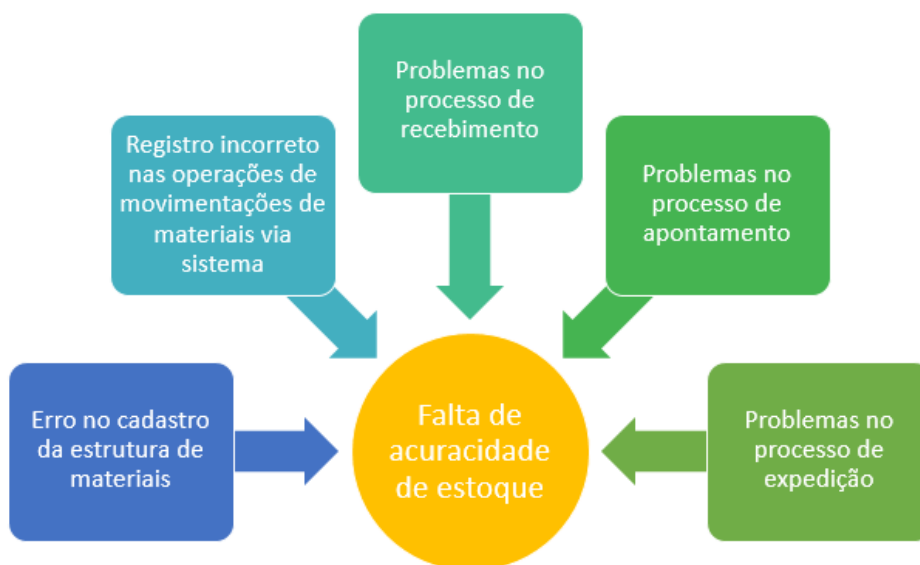 Problemas no
processo de
recebimento
Registro incorreto
nas operações de
movimentações de
materiais via
sistema
Problemas no
processo de
apontamento
Erro no cadastro
da estrutura de
materiais
Falta de
acuracidade
de estoque
Problemas no
processo de
expedição